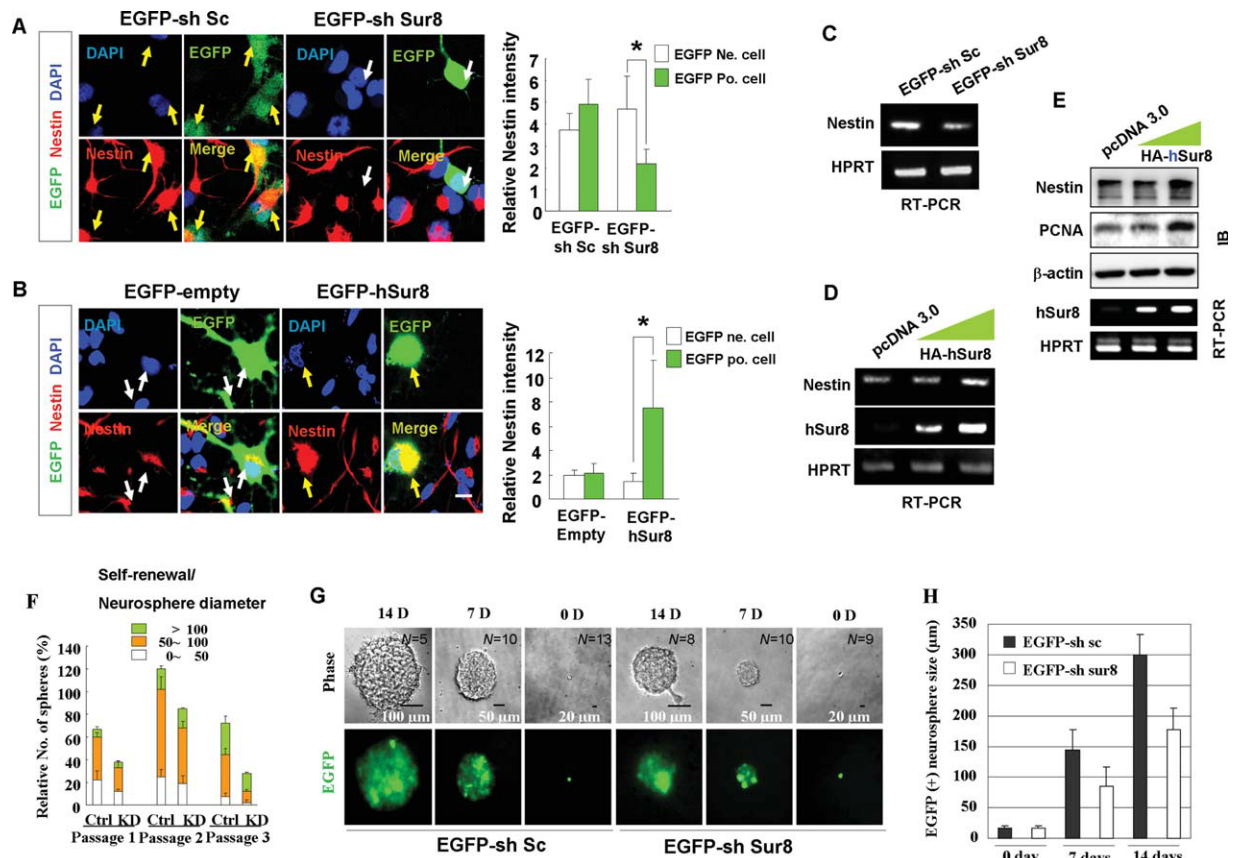 A
EGFP-sh Sc
EGFP-sh Sur8
EGFP Nestin DAPI
DAPI
EGFP
DAPI
EGFP
Nestin
Merge
Nestin
Merge
Relative Nestin intensity
7
6
5
4
3
2
1
0
*
EGFP Ne. cell
EGFP Po. cell
EGFP-
sh Sc
EGFP-
sh Sur8
B
EGFP-empty
EGFP-hSur8
EGFP Nestin DAPI
DAPI
EGFP
DAPI
EGFP
Nestin
Merge
Nestin
Merge
Relative Nestin intensity
12
10
8
6
4
2
0
*
EGFP ne. cell
EGFP po. cell
EGFP-
Empty
EGFP-
hSur8
C
EGFP-sh Sc
EGFP-sh Sur8
Nestin
HPRT
RT-PCR
D
pcDNA 3.0
HA-hSur8
Nestin
hSur8
HPRT
RT-PCR
E
pcDNA 3.0
HA-hSur8
Nestin
PCNA
β-actin
IB
hSur8
HPRT
RT-PCR
F
Self-renewal/
Neurosphere diameter
> 100
50~ 100
0~ 50
Relative No. of spheres (%)
140
120
100
80
60
40
20
0
Ctrl KD
Ctrl KD
Ctrl KD
Passage 1
Passage 2
Passage 3
G
14 D
7 D
0 D
14 D
7 D
0 D
Phase
N=5
N=10
N=13
N=8
N=10
N=9
100 μm
50 μm
20 μm
100 μm
50 μm
20 μm
EGFP
EGFP-sh Sc
EGFP-sh Sur8
H
EGFP (+) neurosphere size (μm)
350
300
250
200
150
100
50
0
EGFP-sh sc
EGFP-sh sur8
0 day
7 days
14 days